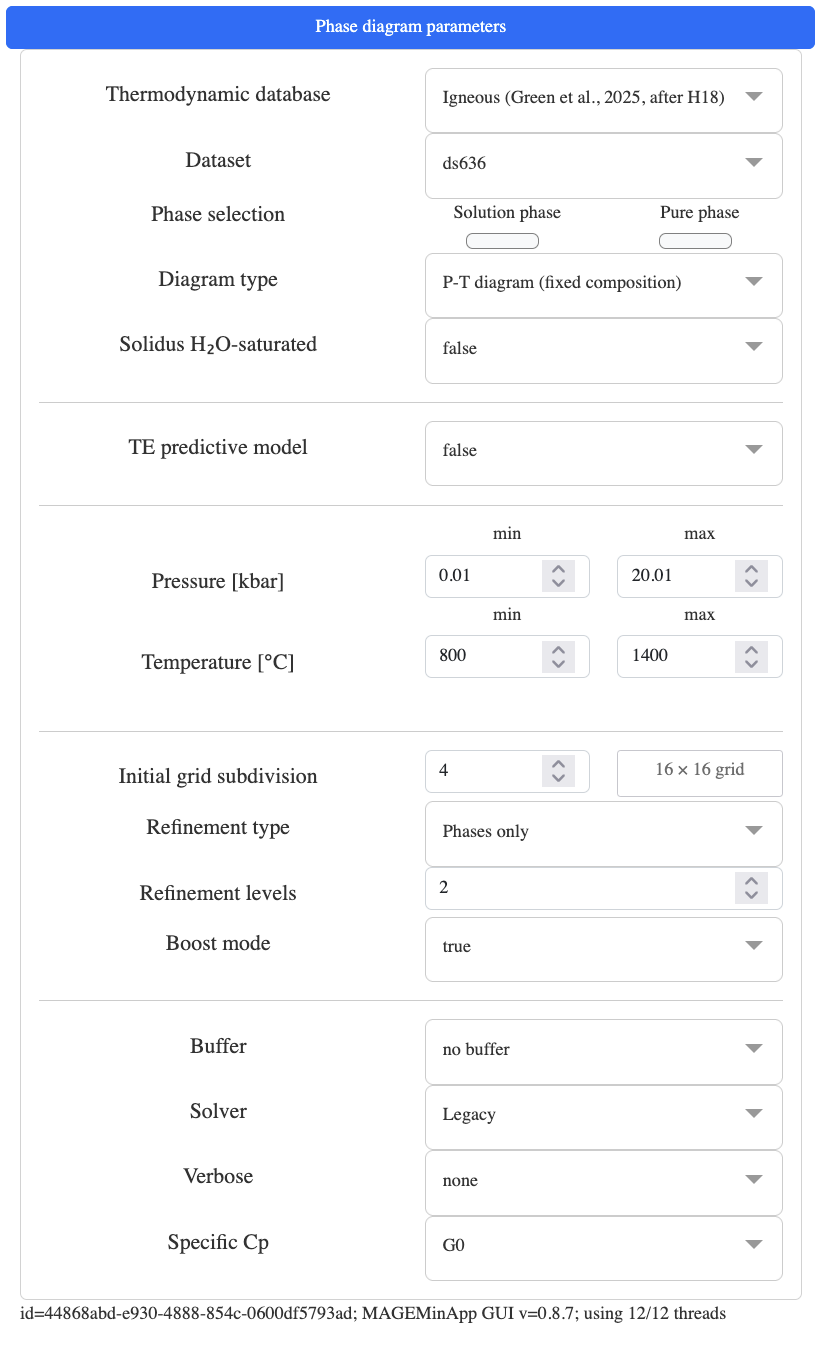 Phase diagram parameters
Thermodynamic database Igneous (Green et al., 2025, after H18)
Dataset ds636
Phase selection Solution phase Pure phase
Diagram type P-T diagram (fixed composition)
Solidus H₂O-saturated false
TE predictive model false
min max
Pressure [kbar] 0.01 20.01
min max
Temperature [°C] 800 1400
Initial grid subdivision 4 16 × 16 grid
Refinement type Phases only
Refinement levels 2
Boost mode true
Buffer no buffer
Solver Legacy
Verbose none
Specific Cp G0
id=44868abd-e930-4888-854c-0600df5793ad; MAGEMinApp GUI v=0.8.7; using 12/12 threads